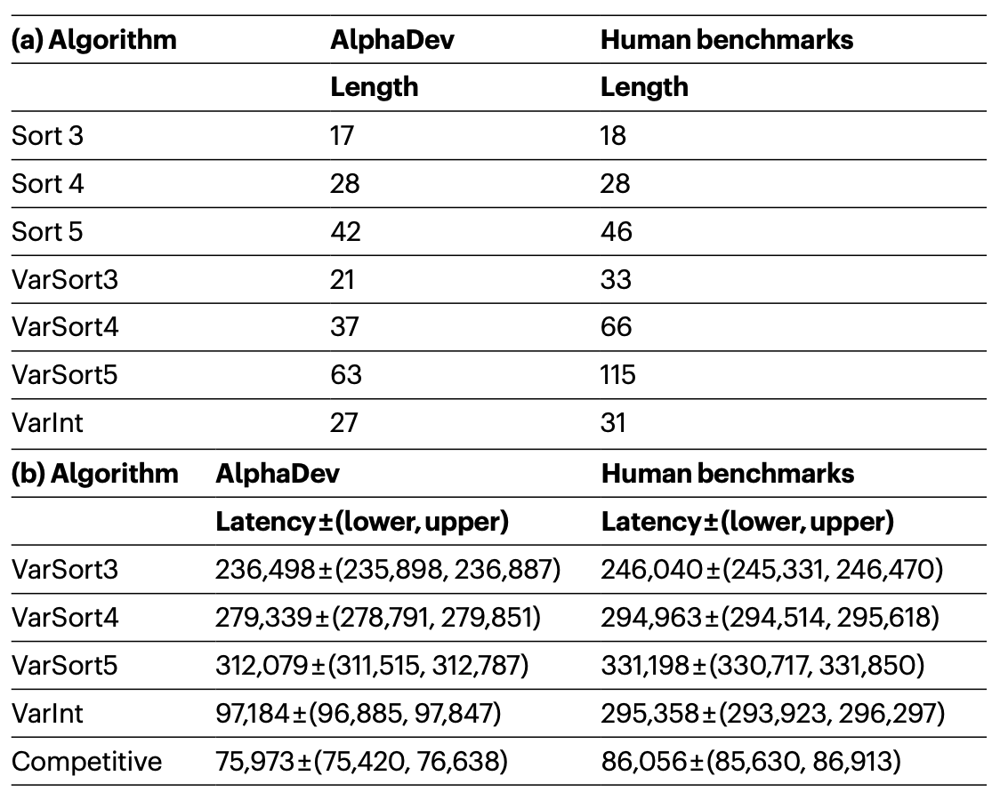 (a) Algorithm AlphaDev Human benchmarks
Length Length
Sort 3 17 18
Sort 4 28 28
Sort 5 42 46
VarSort3 21 33
VarSort4 37 66
VarSort5 63 115
VarInt 27 31
(b) Algorithm AlphaDev Human benchmarks
Latency±(lower, upper) Latency±(lower, upper)
VarSort3 236,498±(235,898, 236,887) 246,040±(245,331, 246,470)
VarSort4 279,339±(278,791, 279,851) 294,963±(294,514, 295,618)
VarSort5 312,079±(311,515, 312,787) 331,198±(330,717, 331,850)
VarInt 97,184±(96,885, 97,847) 295,358±(293,923, 296,297)
Competitive 75,973±(75,420, 76,638) 86,056±(85,630, 86,913)